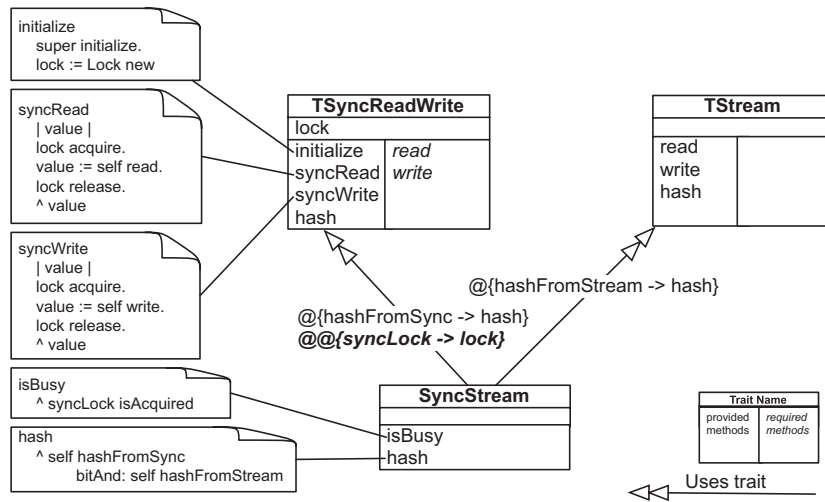 initialize
super initialize.
lock := Lock new
syncRead
| value |
lock acquire.
value := self read.
lock release.
^ value
syncWrite
| value |
lock acquire.
value := self write.
lock release.
^ value
isBusy
^ syncLock isAcquired
hash
^ self hashFromSync
bitAnd: self hashFromStream
TSyncReadWrite
lock
initialize read
syncRead write
syncWrite
hash
TStream
read
write
hash
@{hashFromStream -> hash}
@{hashFromSync -> hash}
@@{syncLock -> lock}
SyncStream
isBusy
hash
Trait Name
provided required
methods methods
Uses trait